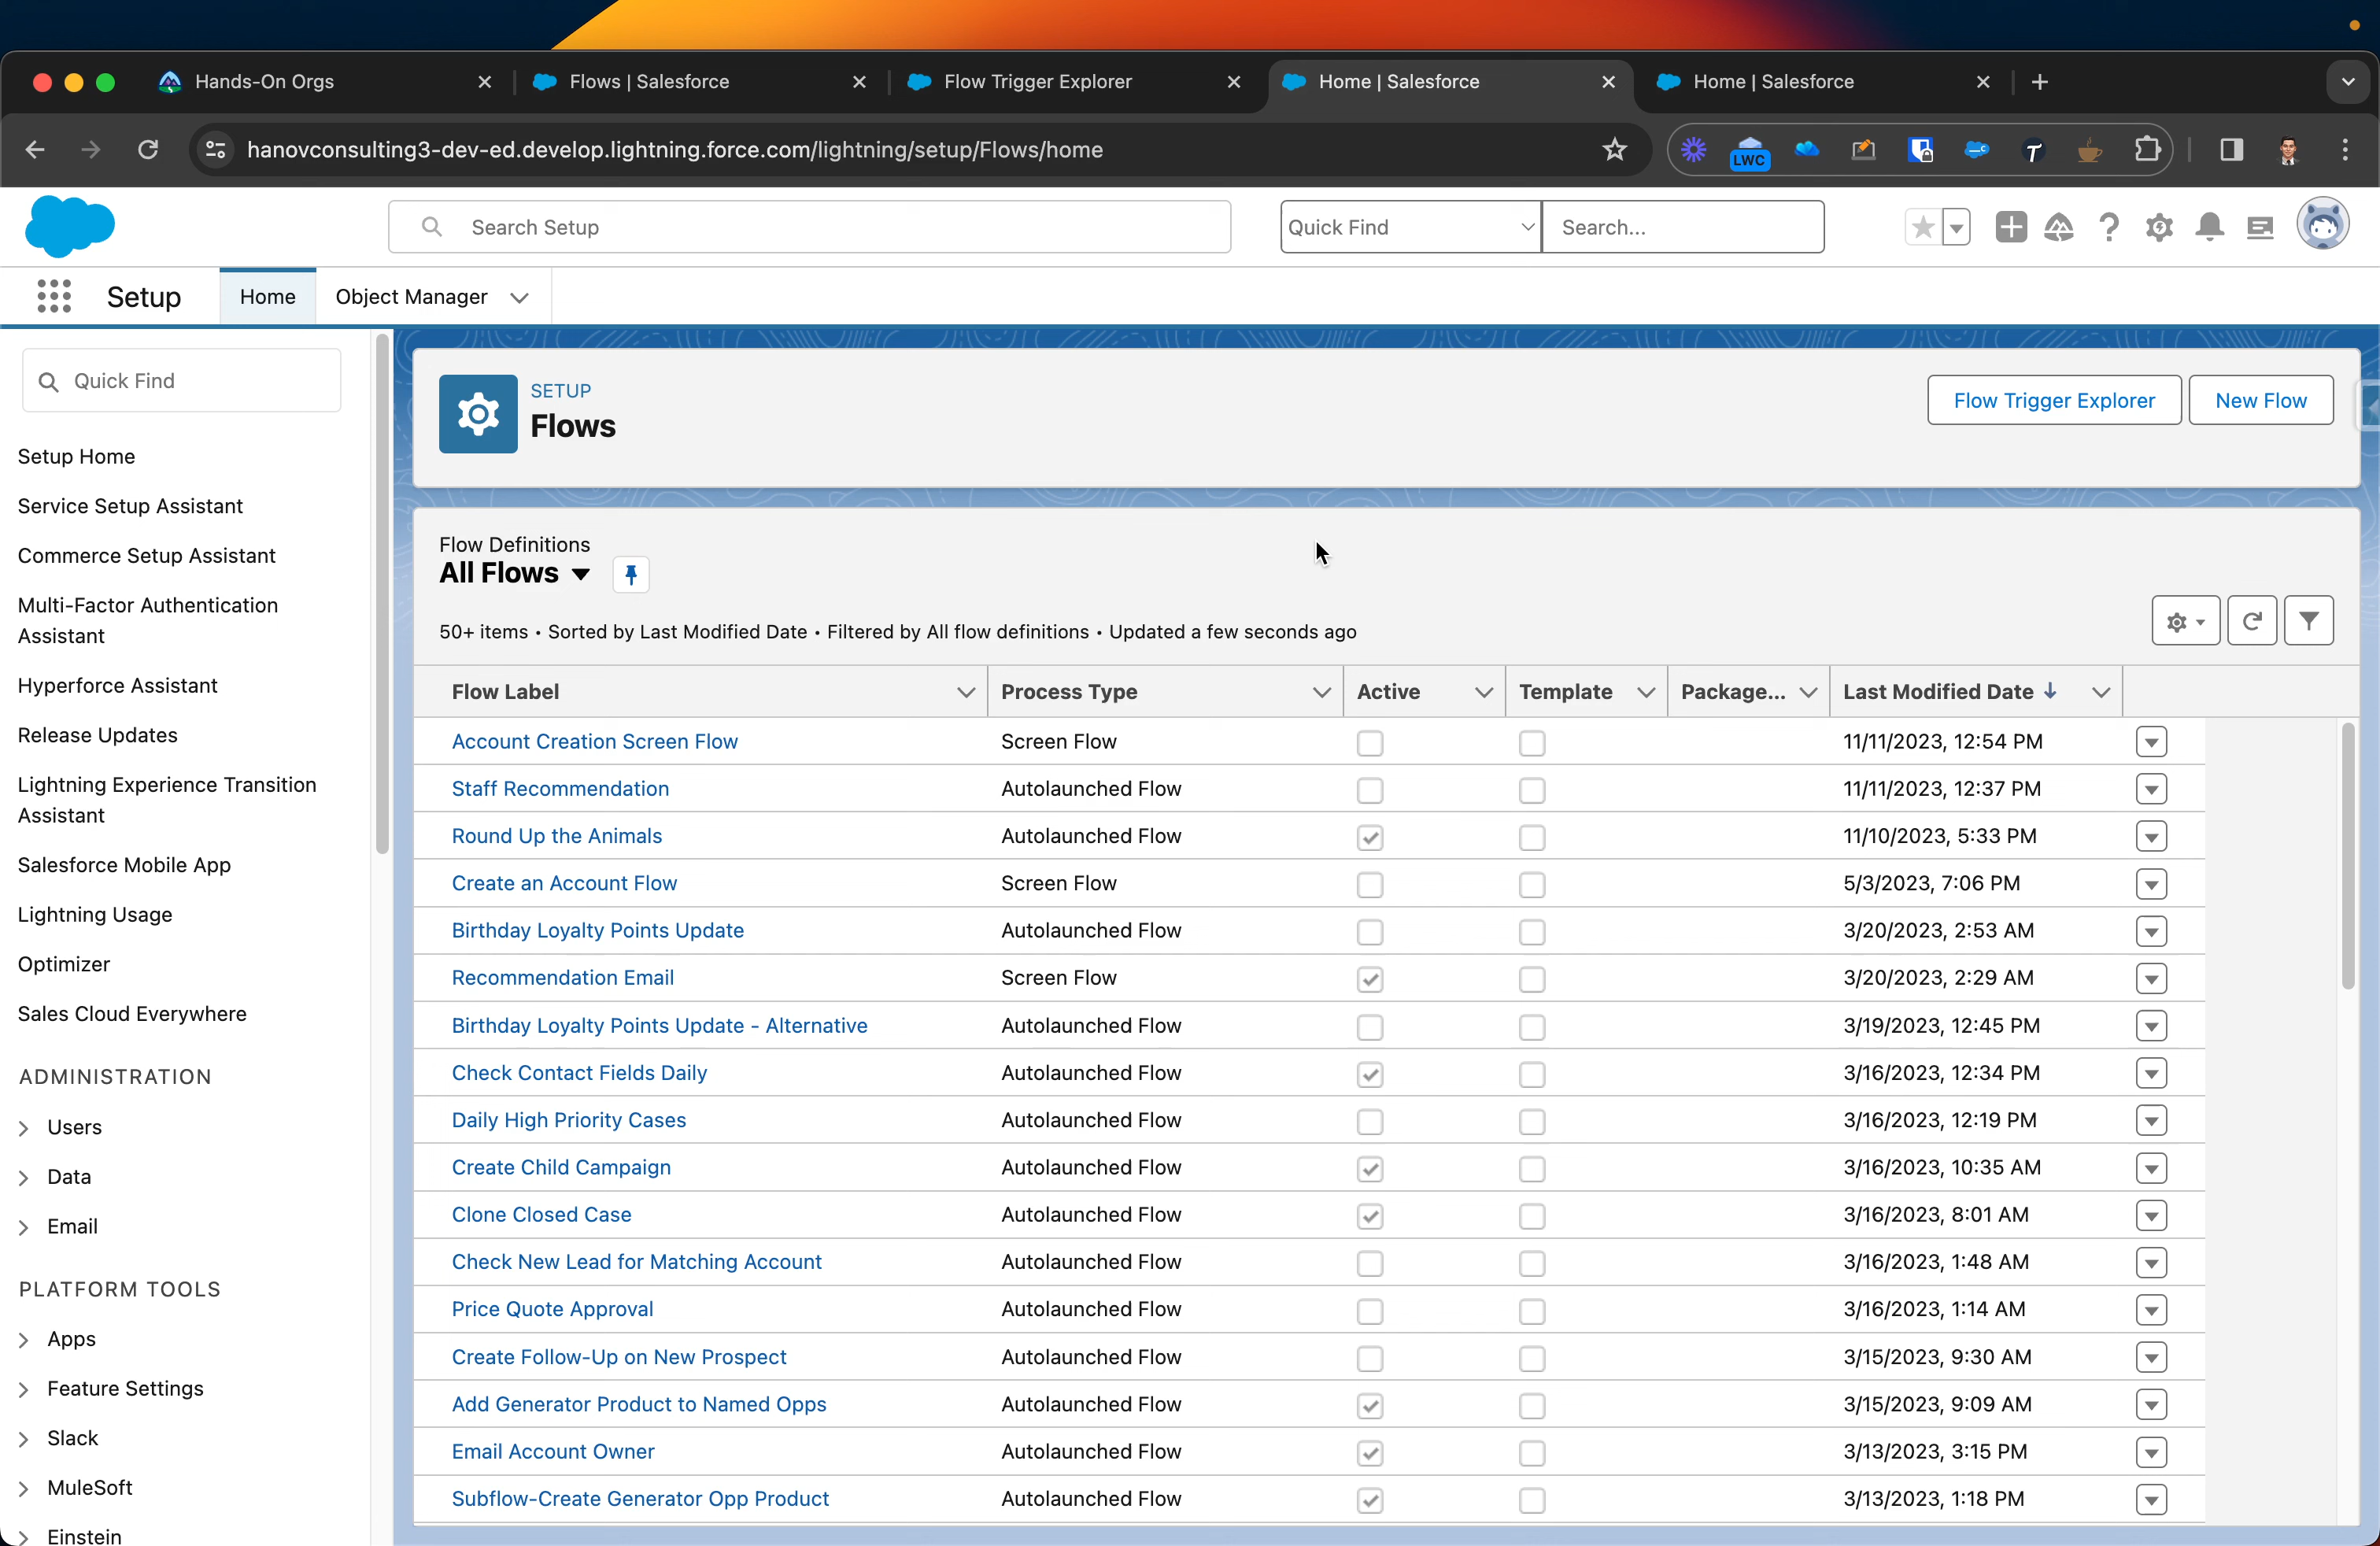 Hands-On Orgs
Flows | Salesforce
Flow Trigger Explorer
Home | Salesforce
Home | Salesforce
hanovconsulting3-dev-ed.develop.lightning.force.com/lightning/setup/Flows/home
LWC
Search Setup
Quick Find
Search...
Setup
Home
Object Manager
Quick Find
Setup Home
Service Setup Assistant
Commerce Setup Assistant
Multi-Factor Authentication
Assistant
Hyperforce Assistant
Release Updates
Lightning Experience Transition
Assistant
Salesforce Mobile App
Lightning Usage
Optimizer
Sales Cloud Everywhere
ADMINISTRATION
Users
Data
Email
PLATFORM TOOLS
Apps
Feature Settings
Slack
MuleSoft
Einstein
SETUP
Flows
Flow Trigger Explorer
New Flow
Flow Definitions
All Flows
50+ items • Sorted by Last Modified Date • Filtered by All flow definitions • Updated a few seconds ago
Flow Label Process Type Active Template Package... Last Modified Date
Account Creation Screen Flow Screen Flow 11/11/2023, 12:54 PM
Staff Recommendation Autolaunched Flow 11/11/2023, 12:37 PM
Round Up the Animals Autolaunched Flow 11/10/2023, 5:33 PM
Create an Account Flow Screen Flow 5/3/2023, 7:06 PM
Birthday Loyalty Points Update Autolaunched Flow 3/20/2023, 2:53 AM
Recommendation Email Screen Flow 3/20/2023, 2:29 AM
Birthday Loyalty Points Update - Alternative Autolaunched Flow 3/19/2023, 12:45 PM
Check Contact Fields Daily Autolaunched Flow 3/16/2023, 12:34 PM
Daily High Priority Cases Autolaunched Flow 3/16/2023, 12:19 PM
Create Child Campaign Autolaunched Flow 3/16/2023, 10:35 AM
Clone Closed Case Autolaunched Flow 3/16/2023, 8:01 AM
Check New Lead for Matching Account Autolaunched Flow 3/16/2023, 1:48 AM
Price Quote Approval Autolaunched Flow 3/16/2023, 1:14 AM
Create Follow-Up on New Prospect Autolaunched Flow 3/15/2023, 9:30 AM
Add Generator Product to Named Opps Autolaunched Flow 3/15/2023, 9:09 AM
Email Account Owner Autolaunched Flow 3/13/2023, 3:15 PM
Subflow-Create Generator Opp Product Autolaunched Flow 3/13/2023, 1:18 PM